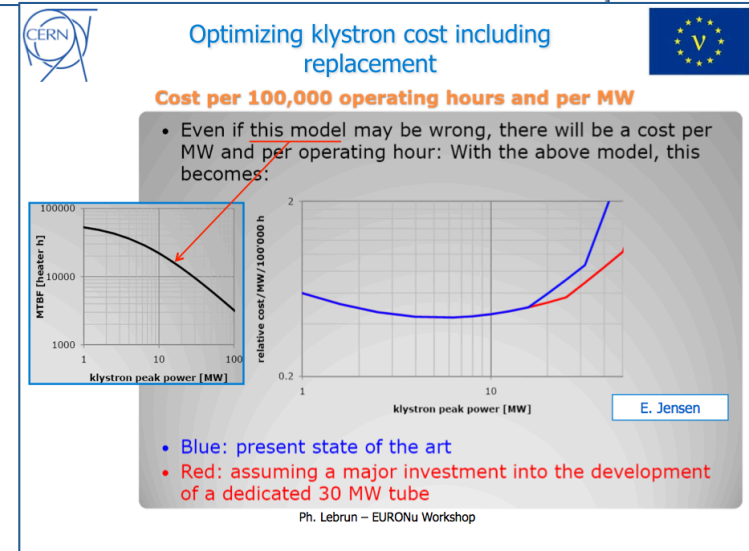 CERN
ν
Optimizing klystron cost including
replacement
Cost per 100,000 operating hours and per MW
• Even if this model may be wrong, there will be a cost per
MW and per operating hour: With the above model, this
becomes:
100000
10000
1000
MTBF [heater h]
1
10
100
klystron peak power [MW]
2
0.2
relative cost/MW/100'000 h
1
10
klystron peak power [MW]
E. Jensen
• Blue: present state of the art
• Red: assuming a major investment into the development
of a dedicated 30 MW tube
Ph. Lebrun – EURONu Workshop